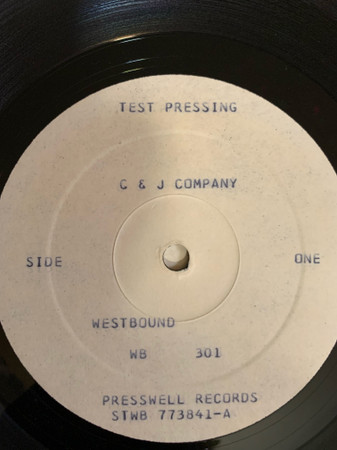 TEST PRESSING
C & J COMPANY
SIDE ONE
WESTBOUND
WB 301
PRESSWELL RECORDS
STWB 773841-A